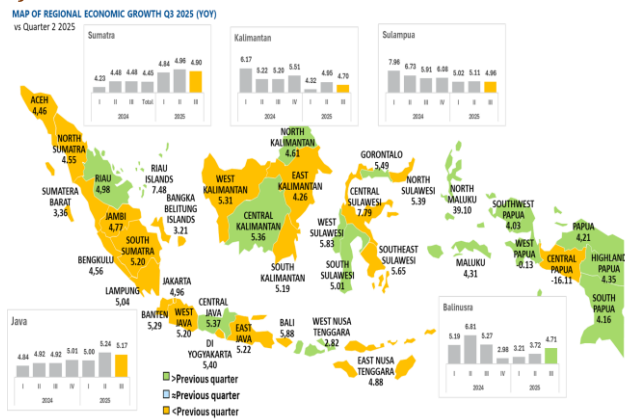 MAP OF REGIONAL ECONOMIC GROWTH Q3 2025 (YOY)
vs Quarter 2 2025
Sumatra
4.23 4.48 4.48 4.45 4.84 4.96 4.90
I II III Total I II III
2024 2025
Kalimantan
6.17 5.22 5.20 5.51 4.32 4.95 4.70
I II III IV I II III
2024 2025
Sulampua
7.96 6.73 5.91 6.08 5.02 5.11 4.96
I II III IV I II III
2024 2025
ACEH
4,46
NORTH
SUMATRA
4.55
RIAU
4,98
RIAU
ISLANDS
7.48
SUMATERA
BARAT
3,36
JAMBI
4,77
BANGKA
BELITUNG
ISLANDS
3.21
SOUTH
SUMATRA
5.20
BENGKULU
4,56
LAMPUNG
5,04
NORTH
KALIMANTAN
4.61
WEST
KALIMANTAN
5.31
EAST
KALIMANTAN
4.26
CENTRAL
KALIMANTAN
5.36
SOUTH
KALIMANTAN
5.19
GORONTALO
5,49
NORTH
SULAWESI
5.39
CENTRAL
SULAWESI
7.79
WEST
SULAWESI
5.83
SOUTH
SULAWESI
5.01
SOUTHEAST
SULAWESI
5.65
NORTH
MALUKU
39.10
MALUKU
4,31
SOUTHWEST
PAPUA
4.03
WEST
PAPUA
-0.13
PAPUA
4,21
CENTRAL
PAPUA
-16.11
HIGHLAND
PAPUA
4.35
SOUTH
PAPUA
4.16
JAKARTA
4,96
BANTEN
5,29
WEST
JAVA
5.20
CENTRAL
JAVA
5.37
DI
YOGYAKARTA
5,40
EAST
JAVA
5.22
BALI
5,88
WEST NUSA
TENGGARA
2.82
EAST NUSA
TENGGARA
4.88
Java
4.84 4.92 4.92 5.01 5.00 5.24 5.17
I II III IV I II III
2024 2025
Balinusra
5.19 6.81 5.27 2.98 3.21 3.72 4.71
I II III IV I II III
2024 2025
>Previous quarter
=Previous quarter
<Previous quarter